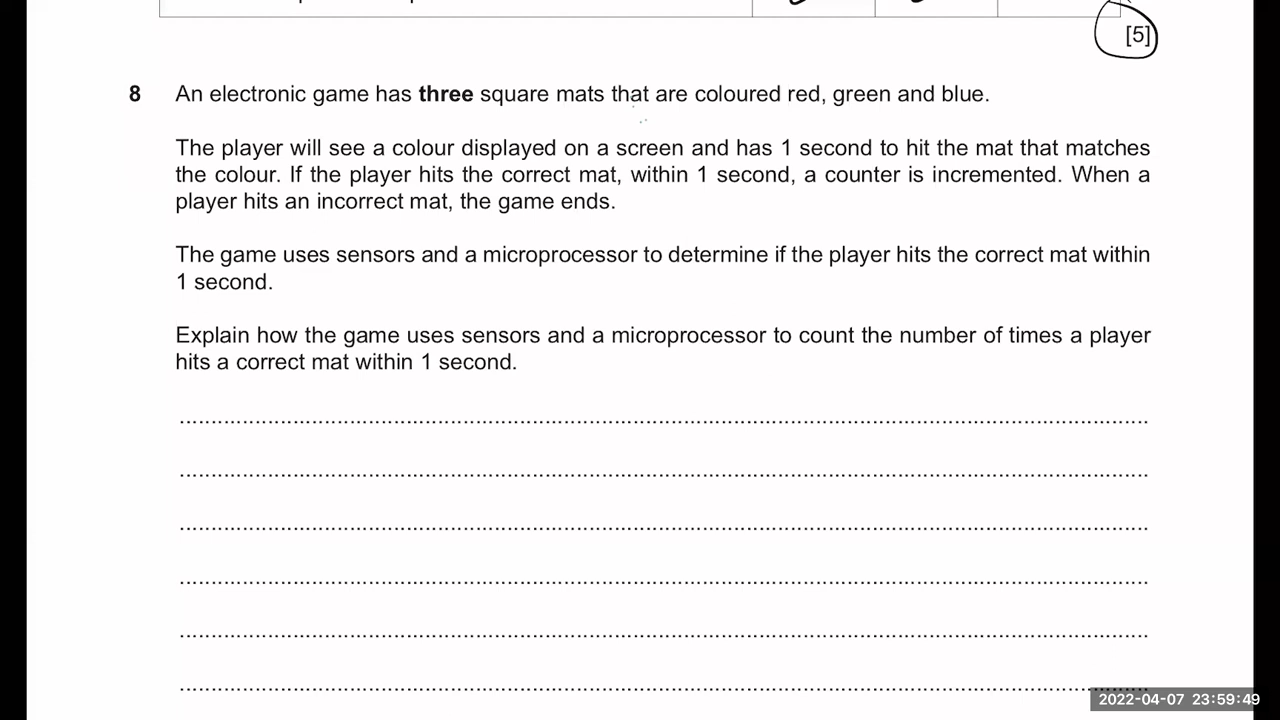 [5]
8 An electronic game has three square mats that are coloured red, green and blue.
The player will see a colour displayed on a screen and has 1 second to hit the mat that matches
the colour. If the player hits the correct mat, within 1 second, a counter is incremented. When a
player hits an incorrect mat, the game ends.
The game uses sensors and a microprocessor to determine if the player hits the correct mat within
1 second.
Explain how the game uses sensors and a microprocessor to count the number of times a player
hits a correct mat within 1 second.
2022-04-07 23:59:49